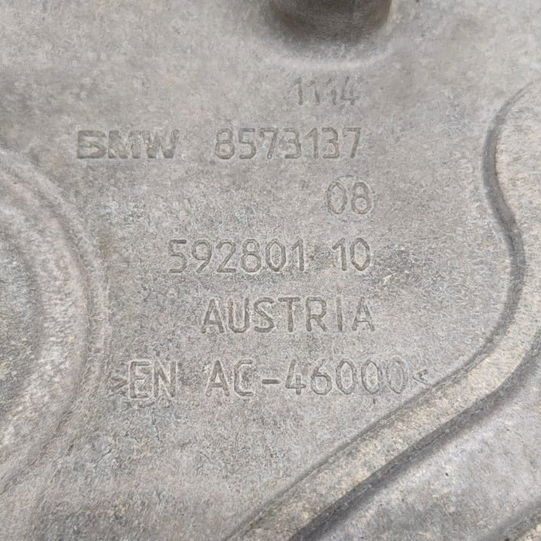 1114
BMW 8573137
08
592801 10
AUSTRIA
>EN AC-46000<